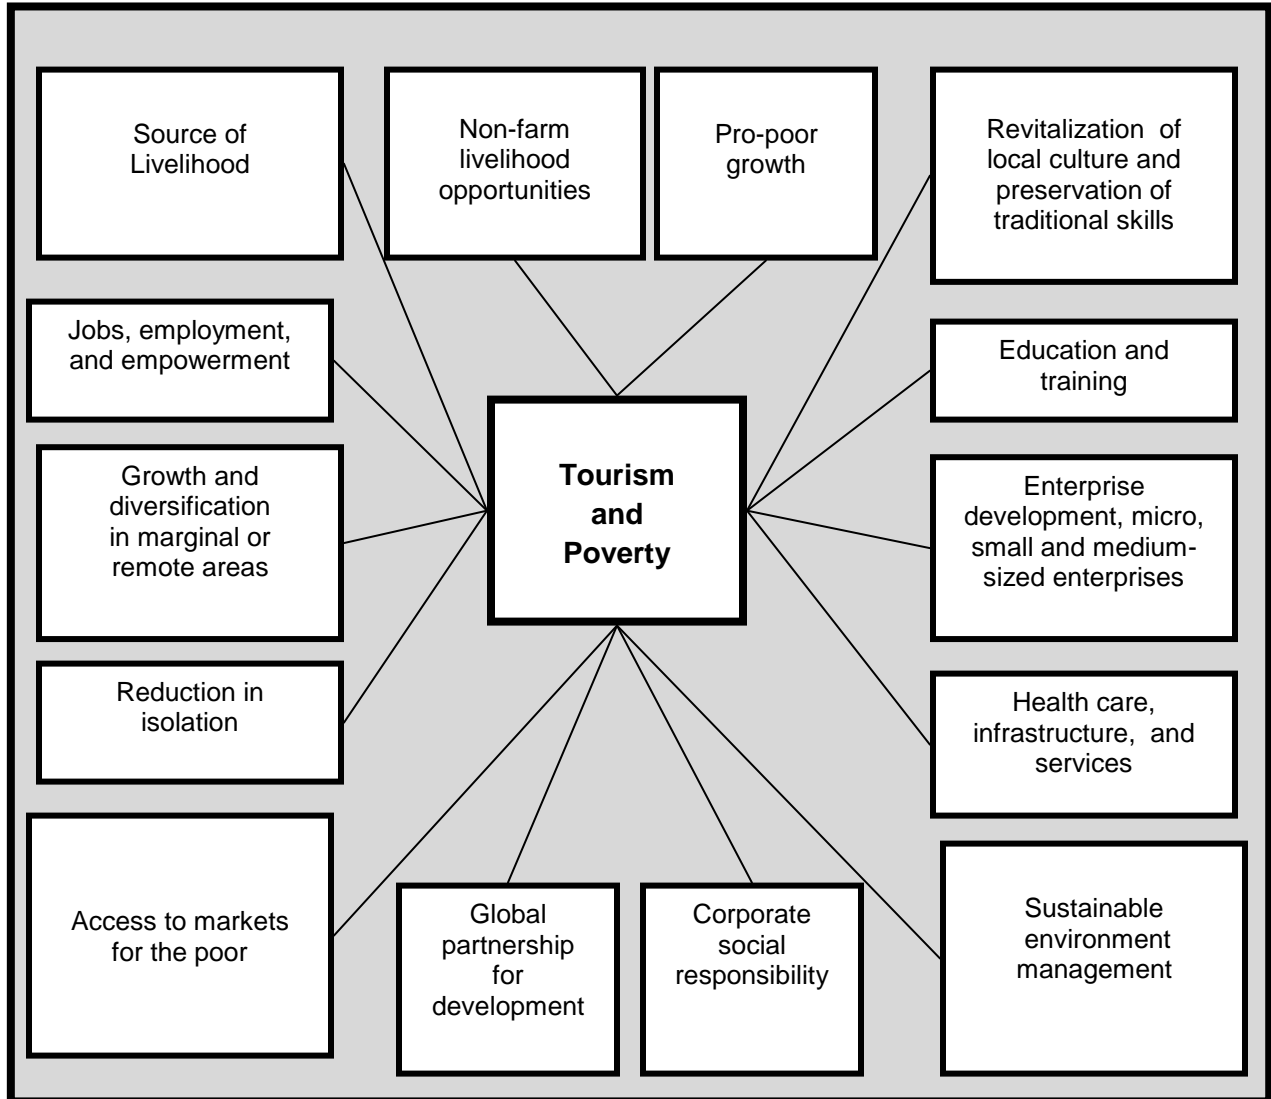 Source of
Livelihood
Non-farm
livelihood
opportunities
Pro-poor
growth
Revitalization of
local culture and
preservation of
traditional skills
Jobs, employment,
and empowerment
Education and
training
Growth and
diversification
in marginal or
remote areas
Tourism
and
Poverty
Enterprise
development, micro,
small and medium-
sized enterprises
Reduction in
isolation
Health care,
infrastructure, and
services
Access to markets
for the poor
Global
partnership
for
development
Corporate
social
responsibility
Sustainable
environment
management